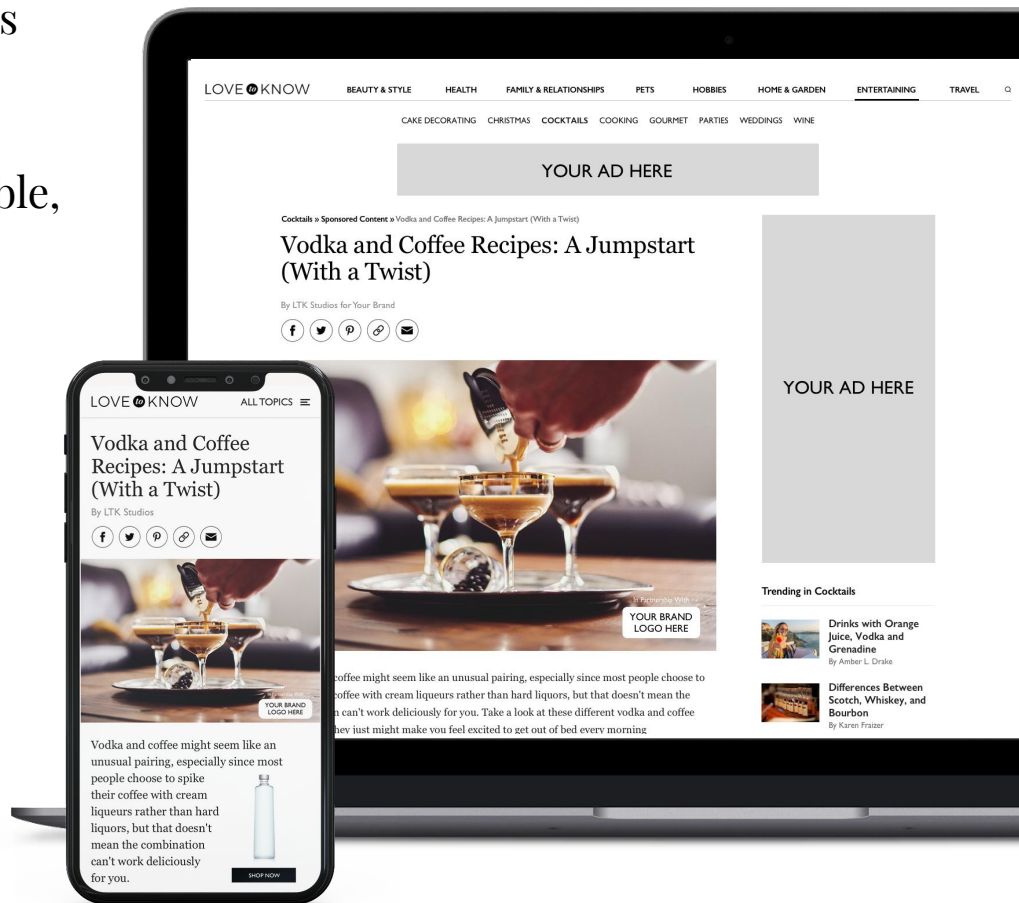 s
ble,
LOVE to KNOW
BEAUTY & STYLE HEALTH FAMILY & RELATIONSHIPS PETS HOBBIES HOME & GARDEN ENTERTAINING TRAVEL
CAKE DECORATING CHRISTMAS COCKTAILS COOKING GOURMET PARTIES WEDDINGS WINE
YOUR AD HERE
Cocktails » Sponsored Content » Vodka and Coffee Recipes: A Jumpstart (With a Twist)
Vodka and Coffee Recipes: A Jumpstart
(With a Twist)
By LTK Studios for Your Brand
In Partnership With
YOUR BRAND
LOGO HERE
coffee might seem like an unusual pairing, especially since most people choose to
coffee with cream liqueurs rather than hard liquors, but that doesn't mean the
n can't work deliciously for you. Take a look at these different vodka and coffee
hey just might make you feel excited to get out of bed every morning
YOUR AD HERE
Trending in Cocktails
Drinks with Orange
Juice, Vodka and
Grenadine
By Amber L. Drake
Differences Between
Scotch, Whiskey, and
Bourbon
By Karen Fraizer
LOVE to KNOW ALL TOPICS
Vodka and Coffee
Recipes: A Jumpstart
(With a Twist)
By LTK Studios
YOUR BRAND
LOGO HERE
Vodka and coffee might seem like an
unusual pairing, especially since most
people choose to spike
their coffee with cream
liqueurs rather than hard
liquors, but that doesn't
mean the combination
can't work deliciously
for you.
SHOP NOW